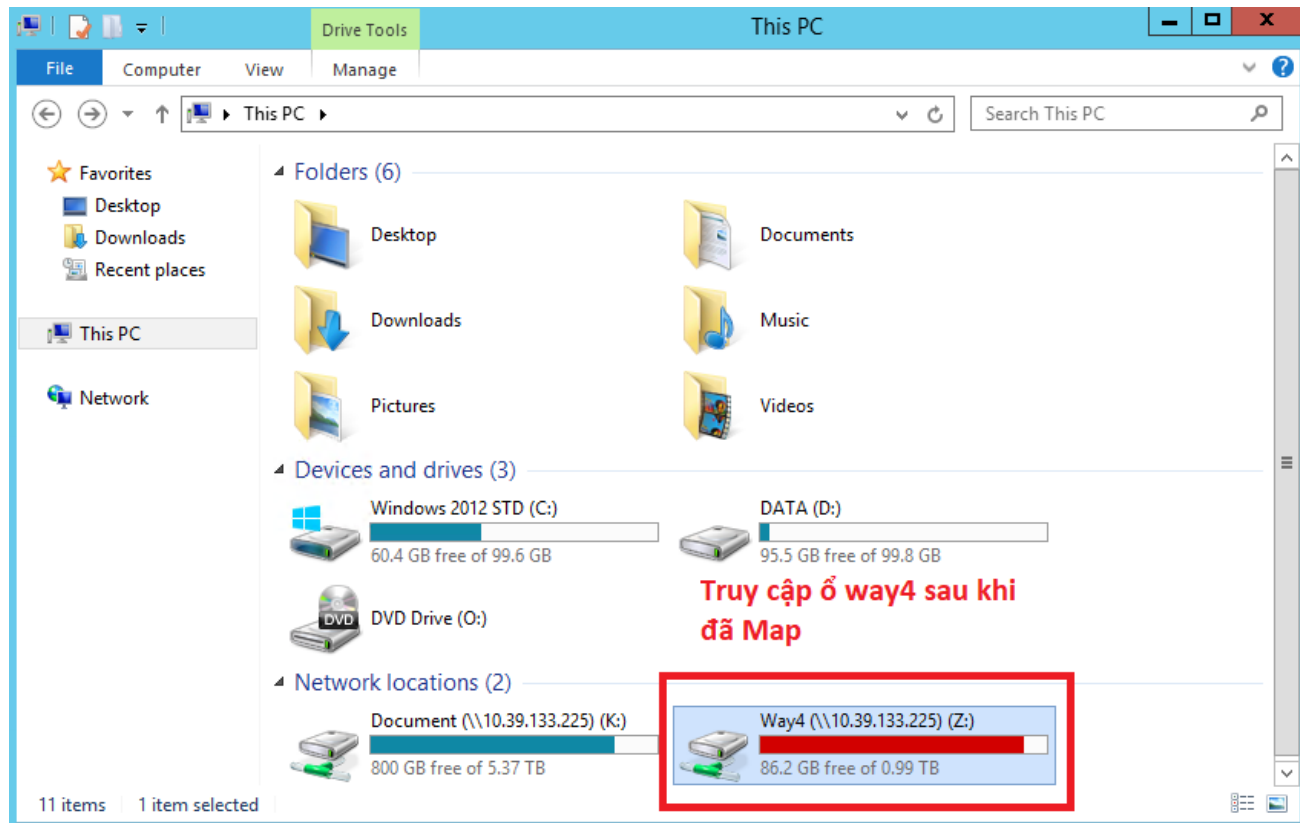 Drive Tools
This PC
File Computer View Manage
This PC
Search This PC
Favorites
Desktop
Downloads
Recent places
This PC
Network
Folders (6)
Desktop
Documents
Downloads
Music
Pictures
Videos
Devices and drives (3)
Windows 2012 STD (C:)
60.4 GB free of 99.6 GB
DATA (D:)
95.5 GB free of 99.8 GB
DVD
DVD Drive (O:)
Truy cập ổ way4 sau khi
đã Map
Network locations (2)
Document (\\10.39.133.225) (K:)
800 GB free of 5.37 TB
Way4 (\\10.39.133.225) (Z:)
86.2 GB free of 0.99 TB
11 items 1 item selected